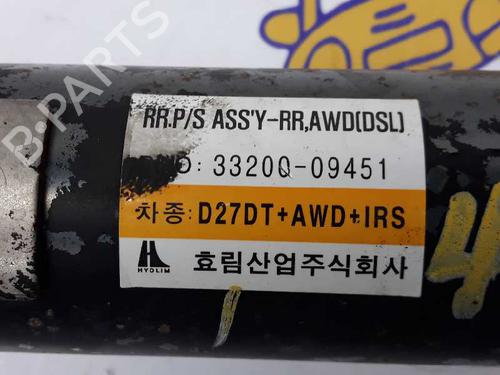 RR.P/S ASS'Y-RR,AWD(DSL)
: 33200-09451
차종: D27DT+AWD+IRS
HYOLIM
효림산업주식회사
4
B-PARTS